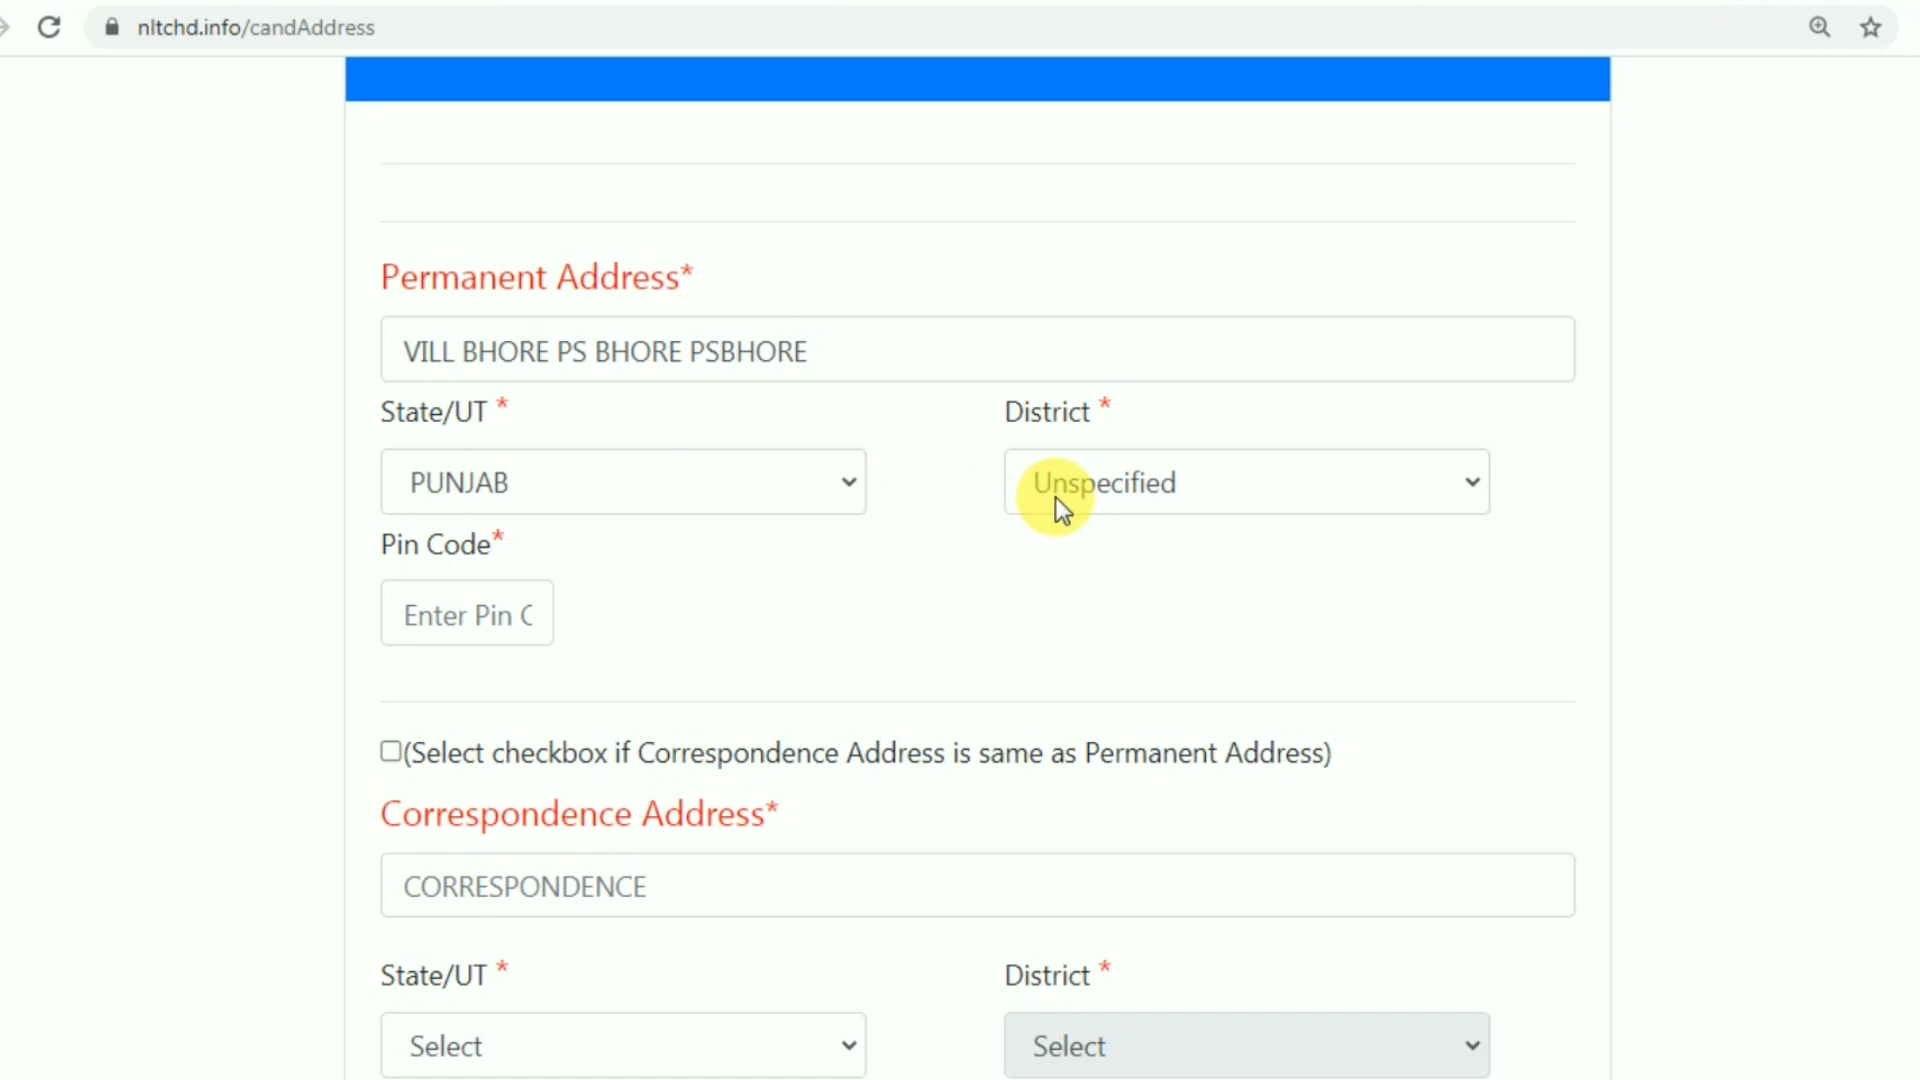 nltchd.info/candAddress
Permanent Address*
VILL BHORE PS BHORE PSBHORE
State/UT * District *
PUNJAB Unspecified
Pin Code*
Enter Pin C
(Select checkbox if Correspondence Address is same as Permanent Address)
Correspondence Address*
CORRESPONDENCE
State/UT * District *
Select Select